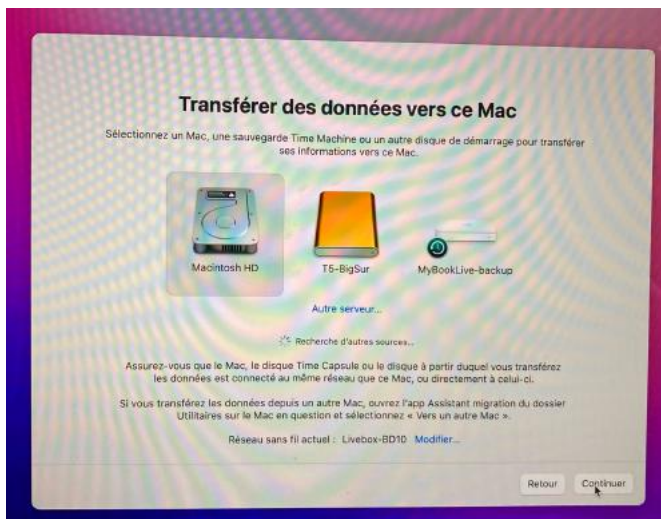 Transférer des données vers ce Mac
Sélectionnez un Mac, une sauvegarde Time Machine ou un autre disque de démarrage pour transférer
ses informations vers ce Mac.
Macintosh HD
T5-BigSur
MyBookLive-backup
Autre serveur...
Recherche d'autres sources...
Assurez-vous que le Mac, le disque Time Capsule ou le disque à partir duquel vous transférez
les données est connecté au même réseau que ce Mac, ou directement à celui-ci.
Si vous transférez les données depuis un autre Mac, ouvrez l'app Assistant migration du dossier
Utilitaires sur le Mac en question et sélectionnez « Vers un autre Mac ».
Réseau sans fil actuel : Livebox-BD10 Modifier...
Retour
Continuer